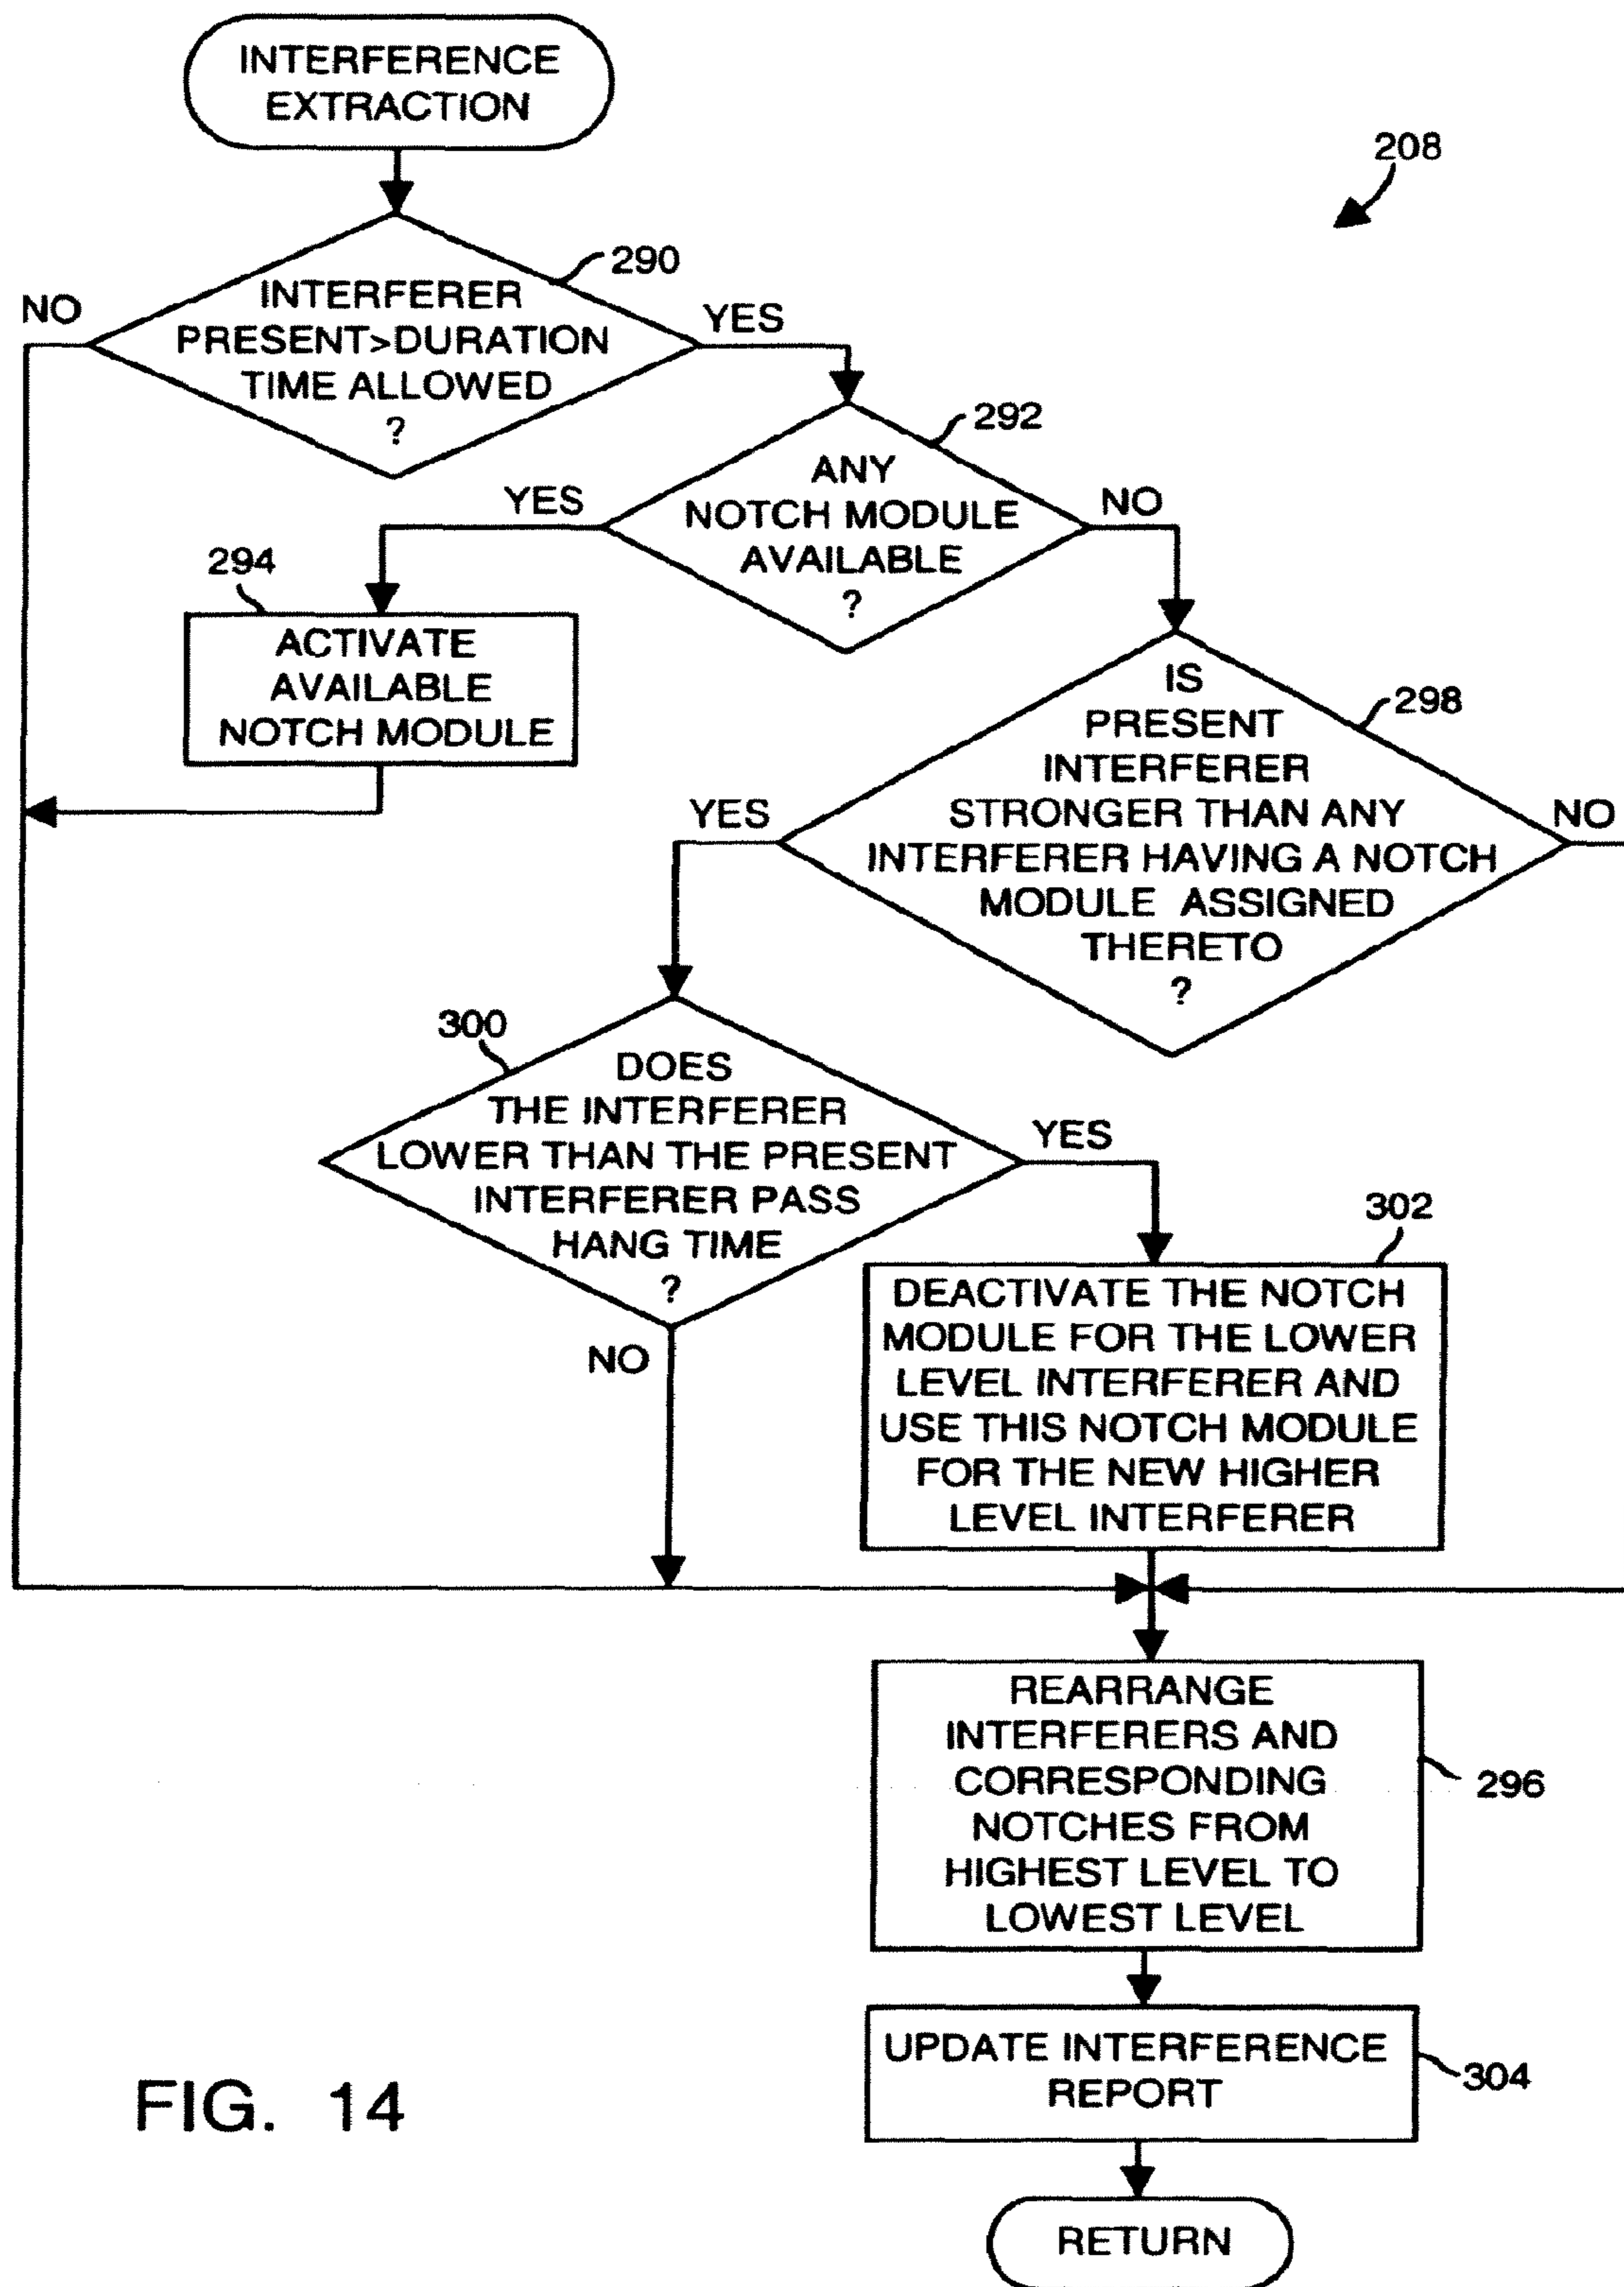 INTERFERENCE
EXTRACTION
208
290
NO
INTERFERER
PRESENT>DURATION
TIME ALLOWED
?
YES
292
ANY
NOTCH MODULE
AVAILABLE
?
YES
NO
294
ACTIVATE
AVAILABLE
NOTCH MODULE
298
IS
PRESENT
INTERFERER
STRONGER THAN ANY
INTERFERER HAVING A NOTCH
MODULE ASSIGNED
THERETO
?
YES
NO
300
DOES
THE INTERFERER
LOWER THAN THE PRESENT
INTERFERER PASS
HANG TIME
?
YES
NO
302
DEACTIVATE THE NOTCH
MODULE FOR THE LOWER
LEVEL INTERFERER AND
USE THIS NOTCH MODULE
FOR THE NEW HIGHER
LEVEL INTERFERER
REARRANGE
INTERFERERS AND
CORRESPONDING
NOTCHES FROM
HIGHEST LEVEL TO
LOWEST LEVEL
296
UPDATE INTERFERENCE
REPORT
304
RETURN
FIG. 14